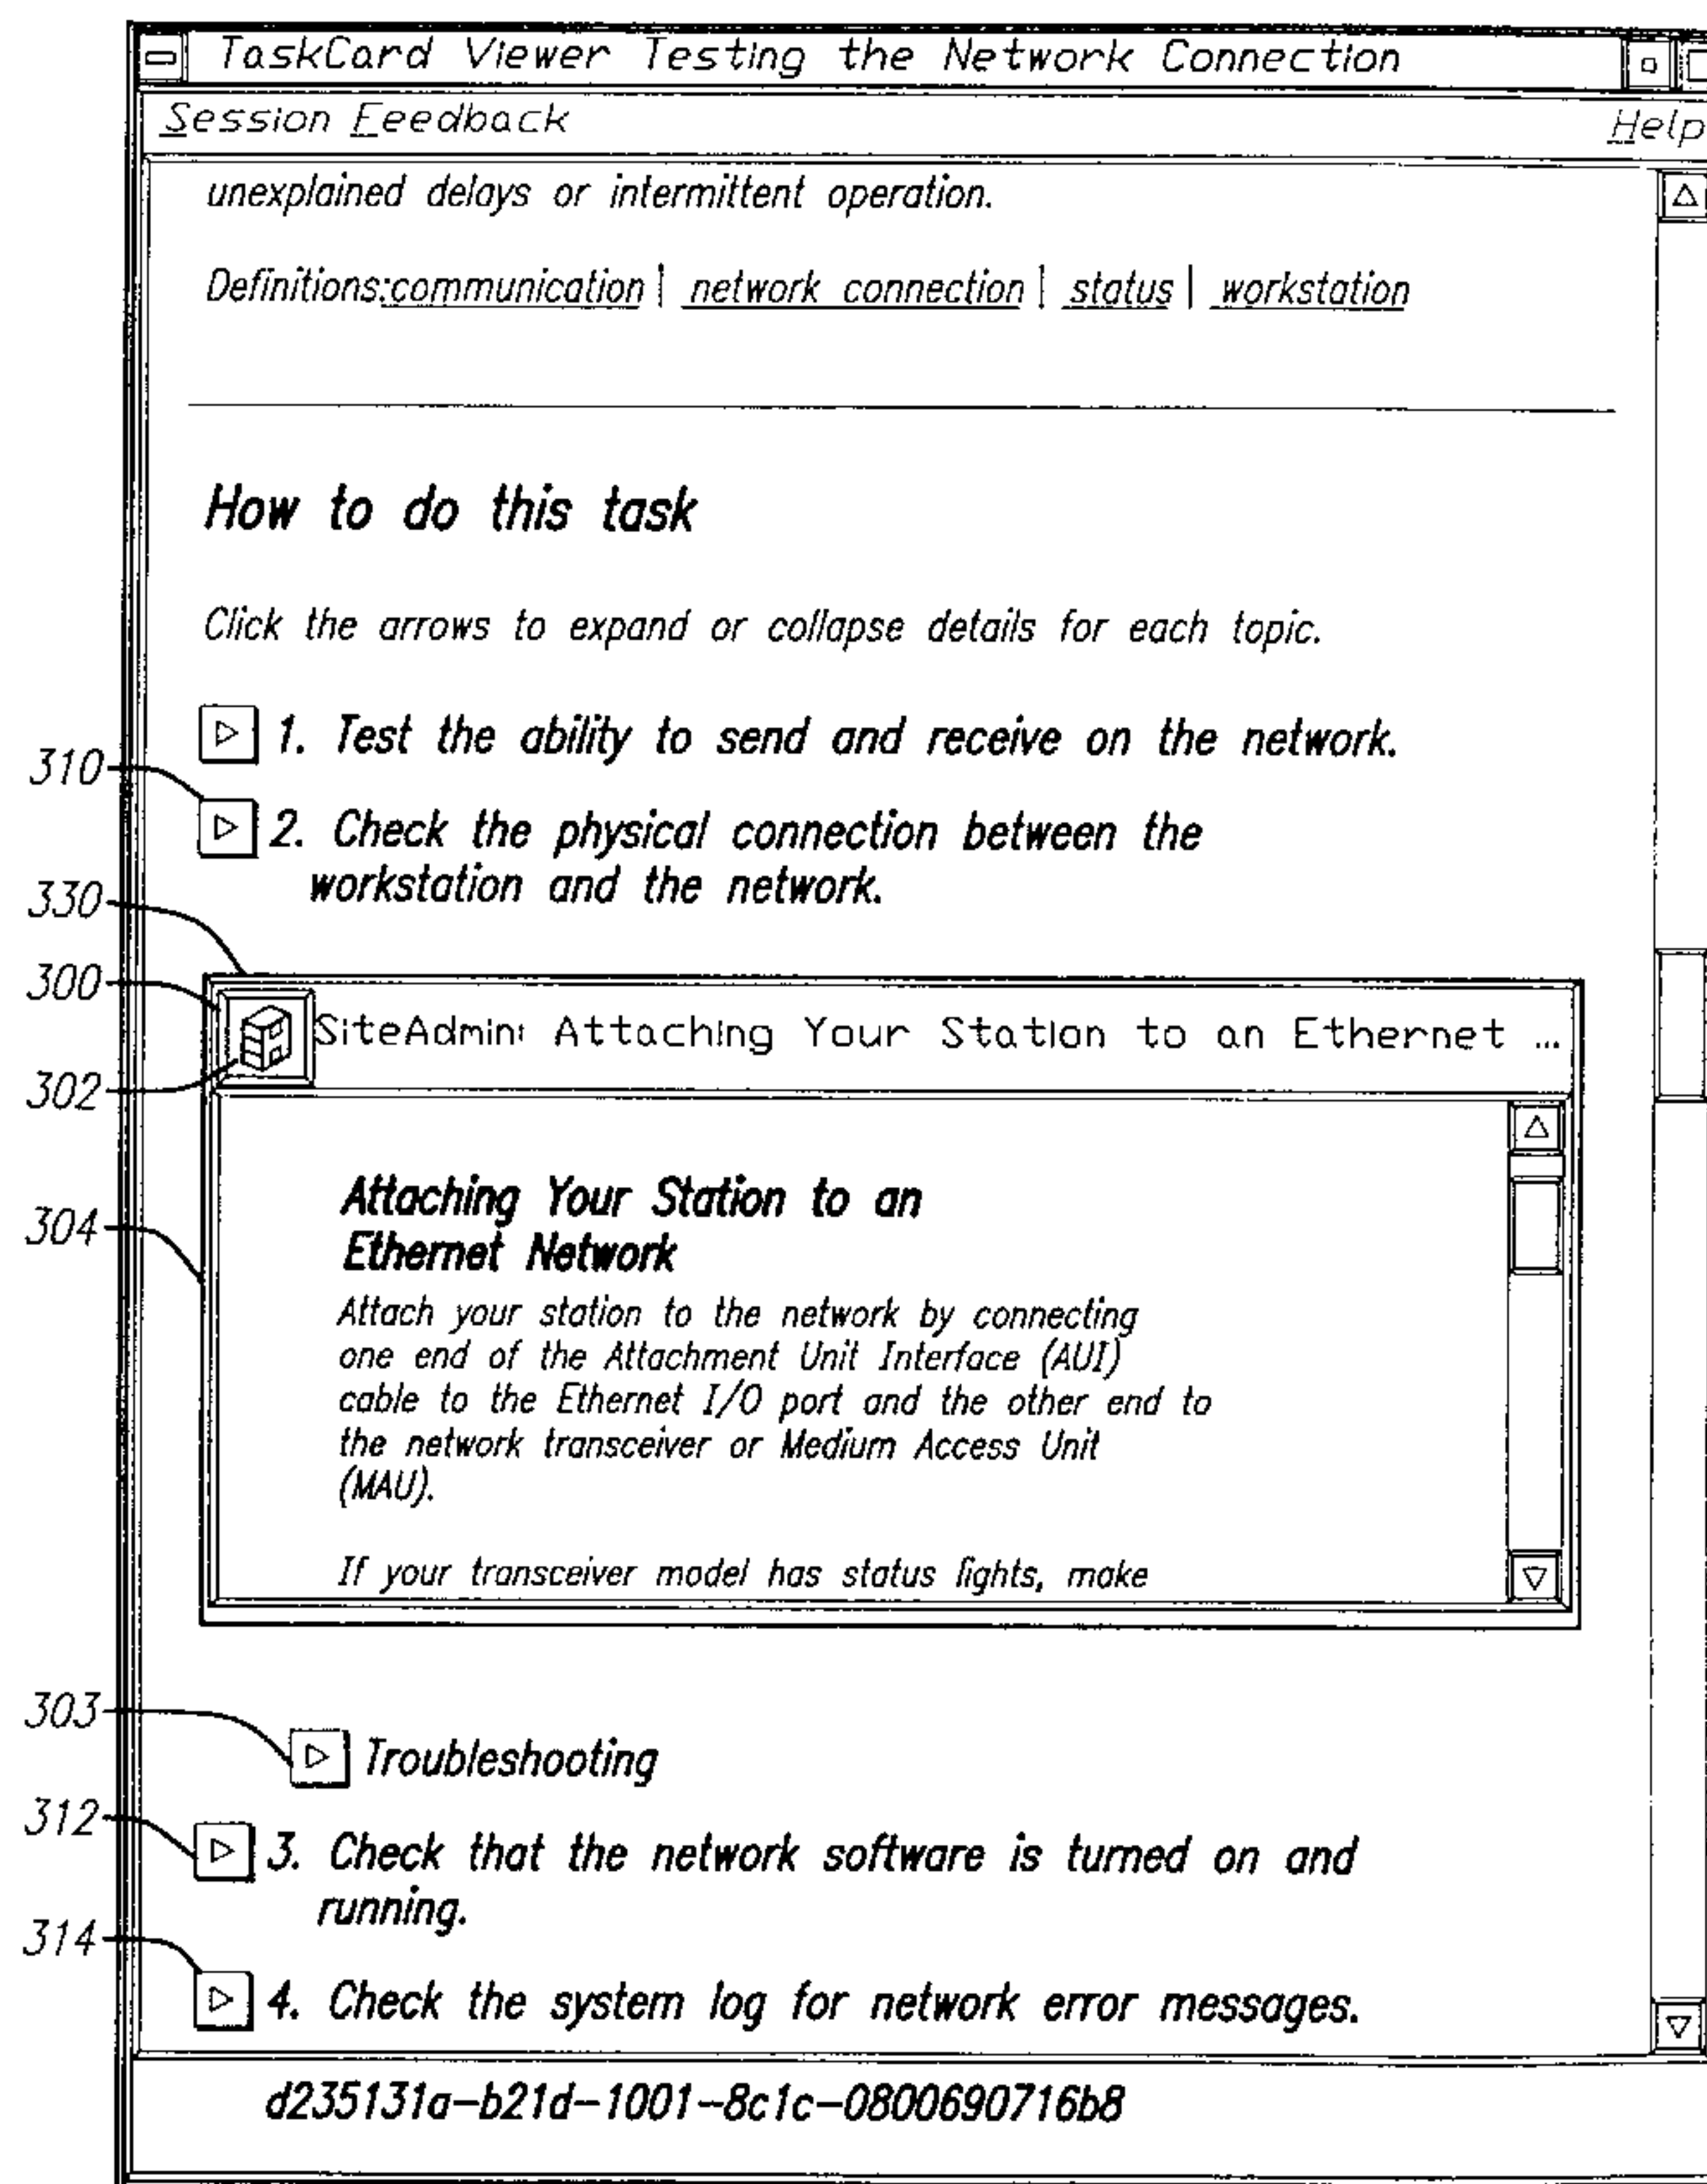 TaskCard Viewer Testing the Network Connection
Session Feedback Help
unexplained delays or intermittent operation.
Definitions: communication | network connection | status | workstation
How to do this task
Click the arrows to expand or collapse details for each topic.
1. Test the ability to send and receive on the network.
310
2. Check the physical connection between the
workstation and the network.
330
300
SiteAdmin: Attaching Your Station to an Ethernet ...
302
Attaching Your Station to an
304
Ethernet Network
Attach your station to the network by connecting
one end of the Attachment Unit Interface (AUI)
cable to the Ethernet I/O port and the other end to
the network transceiver or Medium Access Unit
(MAU).
If your transceiver model has status lights, make
303
Troubleshooting
312
3. Check that the network software is turned on and
running.
314
4. Check the system log for network error messages.
d235131a-b21d-1001-8c1c-0800690716b8